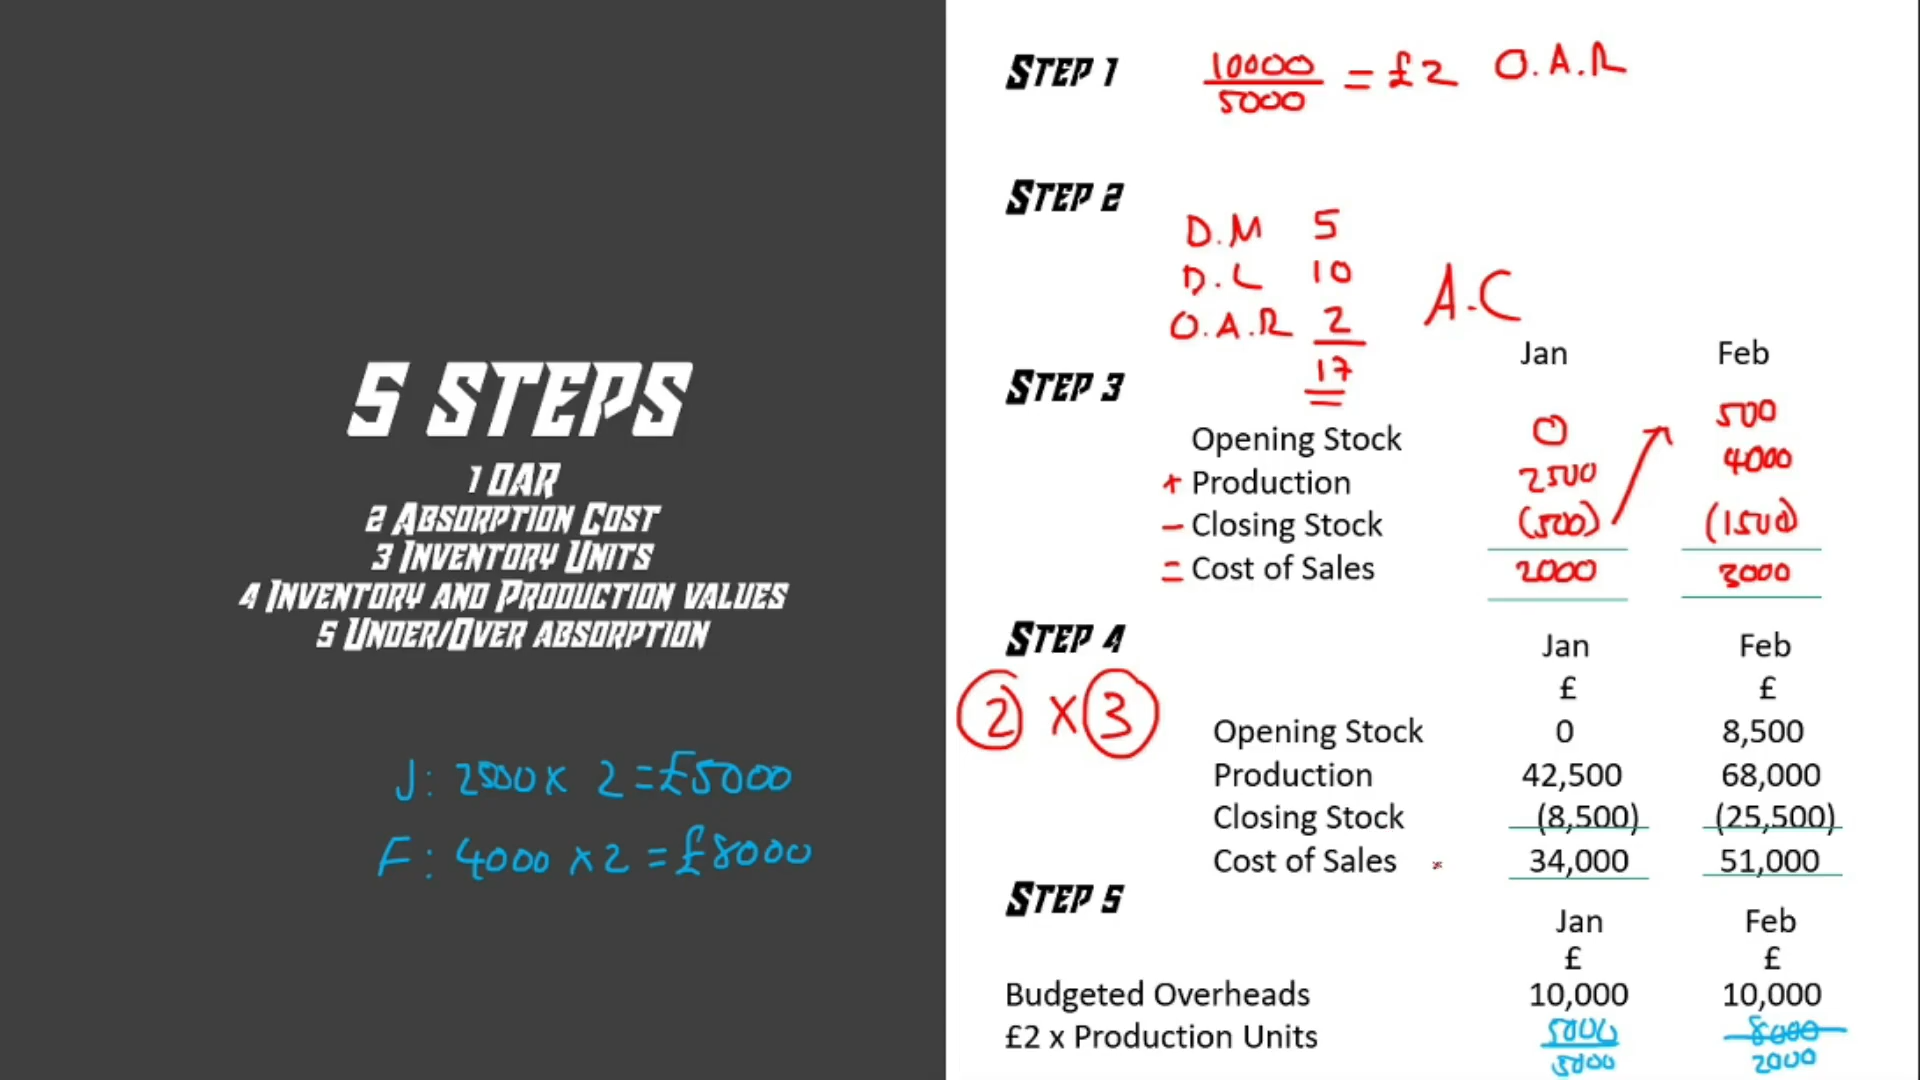 5 STEPS
1 OAR
2 ABSORPTION COST
3 INVENTORY UNITS
4 INVENTORY AND PRODUCTION VALUES
5 UNDER/OVER ABSORPTION
J: 2500 x 2 = £5000
F: 4000 x 2 = £8000
STEP 1
10000
5000
= £2 O.A.R
STEP 2
D.M 5
D.L 10
O.A.R 2
17
A.C
STEP 3
Jan Feb
Opening Stock 0 500
+ Production 2500 4000
- Closing Stock (500) (1500)
= Cost of Sales 2000 3000
STEP 4
2 x 3
Jan Feb
£ £
Opening Stock 0 8,500
Production 42,500 68,000
Closing Stock (8,500) (25,500)
Cost of Sales 34,000 51,000
STEP 5
Jan Feb
£ £
Budgeted Overheads 10,000 10,000
£2 x Production Units 5000 8000
5000 2000